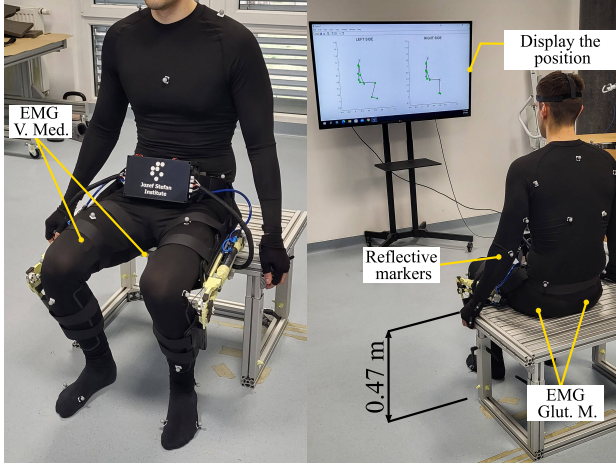 EMG
V. Med.
Jozef Stefan
Institute
LEFT SIDE
RIGHT SIDE
Display the
position
Reflective
markers
0.47 m
EMG
Glut. M.